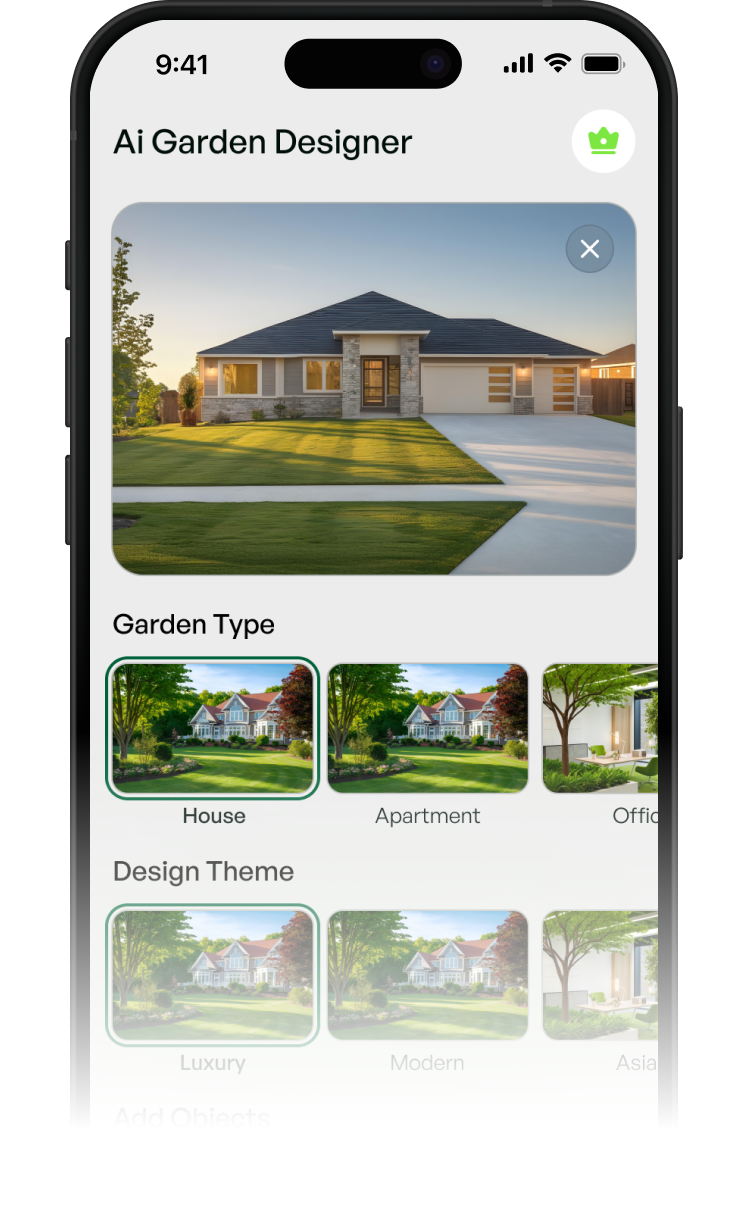 9:41
Ai Garden Designer
Garden Type
House Apartment Offic
Design Theme
Luxury Modern Asia
Add Objects